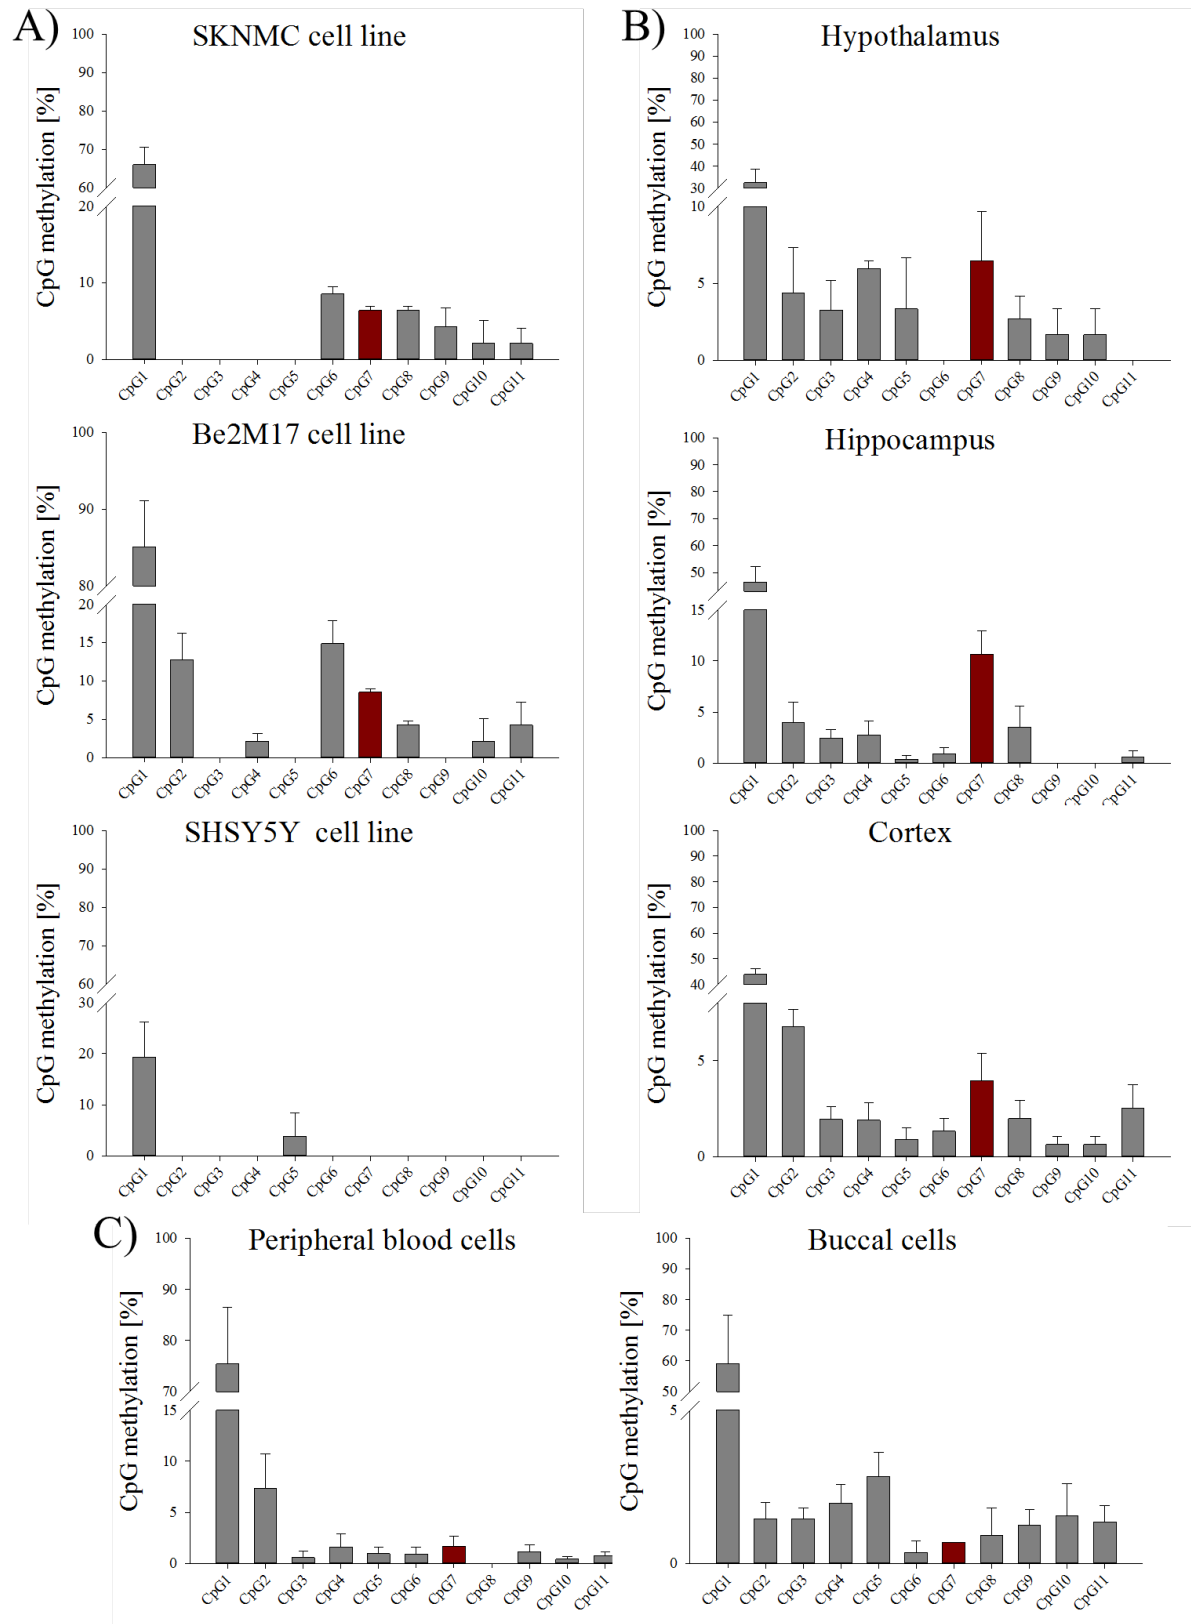 A)
SKNMC cell line
CpG methylation [%]
100
90
80
70
60
20
10
0
CpG1 CpG2 CpG3 CpG4 CpG5 CpG6 CpG7 CpG8 CpG9 CpG10 CpG11
Be2M17 cell line
CpG methylation [%]
100
90
80
20
15
10
5
0
CpG1 CpG2 CpG3 CpG4 CpG5 CpG6 CpG7 CpG8 CpG9 CpG10 CpG11
SHSY5Y cell line
CpG methylation [%]
100
90
80
70
60
30
20
10
0
CpG1 CpG2 CpG3 CpG4 CpG5 CpG6 CpG7 CpG8 CpG9 CpG10 CpG11
B)
Hypothalamus
CpG methylation [%]
100
90
80
70
60
50
40
30
10
5
0
CpG1 CpG2 CpG3 CpG4 CpG5 CpG6 CpG7 CpG8 CpG9 CpG10 CpG11
Hippocampus
CpG methylation [%]
100
90
80
70
60
50
15
10
5
0
CpG1 CpG2 CpG3 CpG4 CpG5 CpG6 CpG7 CpG8 CpG9 CpG10 CpG11
Cortex
CpG methylation [%]
100
90
80
70
60
50
40
5
0
CpG1 CpG2 CpG3 CpG4 CpG5 CpG6 CpG7 CpG8 CpG9 CpG10 CpG11
C)
Peripheral blood cells
CpG methylation [%]
100
90
80
70
15
10
5
0
CpG1 CpG2 CpG3 CpG4 CpG5 CpG6 CpG7 CpG8 CpG9 CpG10 CpG11
Buccal cells
CpG methylation [%]
100
90
80
70
60
50
5
0
CpG1 CpG2 CpG3 CpG4 CpG5 CpG6 CpG7 CpG8 CpG9 CpG10 CpG11